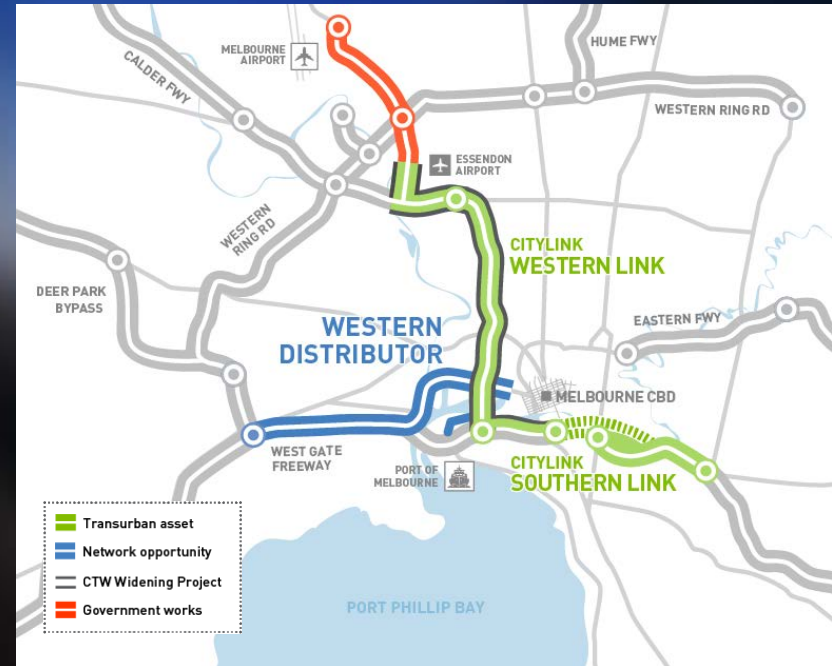 MELBOURNE
AIRPORT
HUME FWY
CALDER FWY
WESTERN RING RD
ESSENDON
AIRPORT
WESTERN
RING RD
CITYLINK
WESTERN LINK
DEER PARK
BYPASS
WESTERN
DISTRIBUTOR
EASTERN FWY
MELBOURNE CBD
WEST GATE
FREEWAY
PORT OF
MELBOURNE
CITYLINK
SOUTHERN LINK
Transurban asset
Network opportunity
CTW Widening Project
Government works
PORT PHILLIP BAY